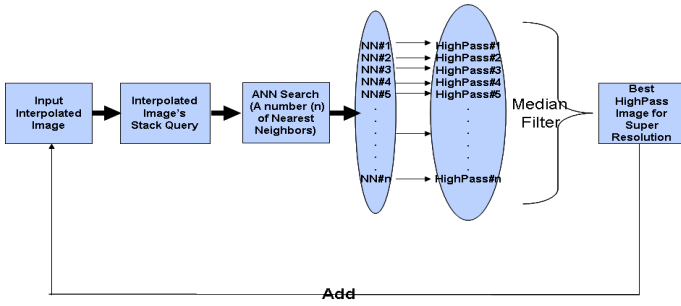 Input
Interpolated
Image
Interpolated
Image's
Stack Query
ANN Search
(A number (n)
of Nearest
Neighbors)
NN#1
NN#2
NN#3
NN#4
NN#5
.
.
.
.
.
NN#n
HighPass#1
HighPass#2
HighPass#3
HighPass#4
HighPass#5
.
.
.
.
.
HighPass#n
Median
Filter
Best
HighPass
Image for
Super
Resolution
Add